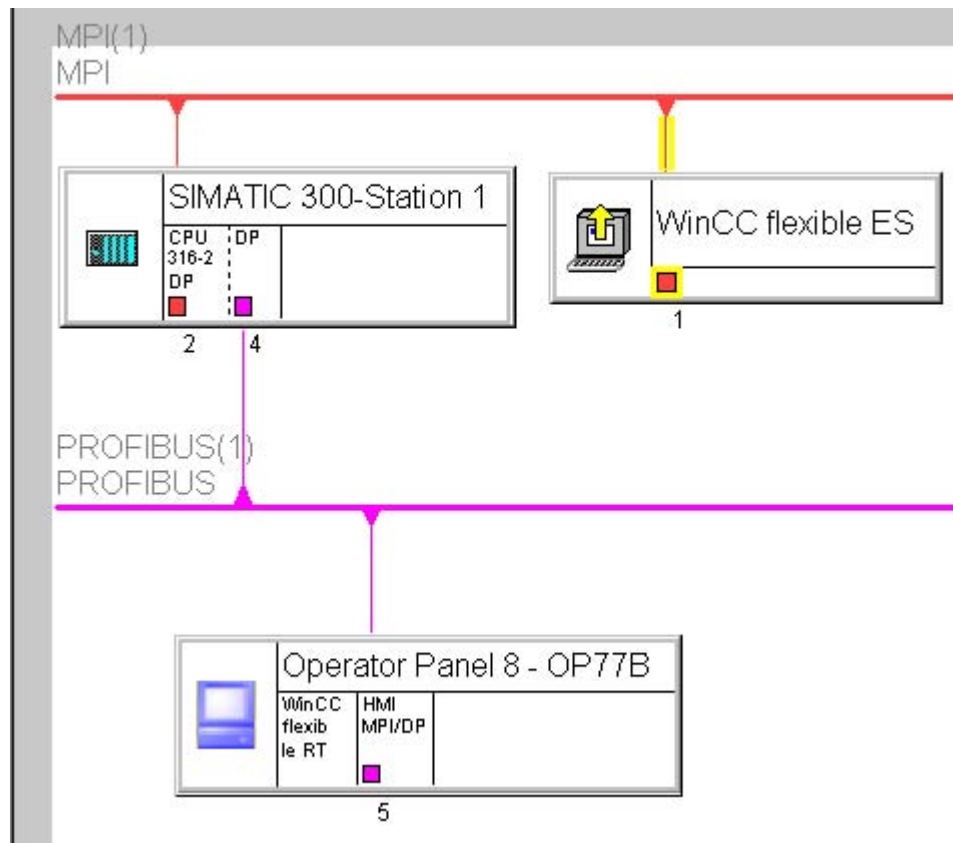 MPI(1)
MPI
SIMATIC 300-Station 1
CPU
316-2
DP
DP
2
4
WinCC flexible ES
1
PROFIBUS(1)
PROFIBUS
Operator Panel 8 - OP77B
WinCC
flexib
le RT
HMI
MPI/DP
5